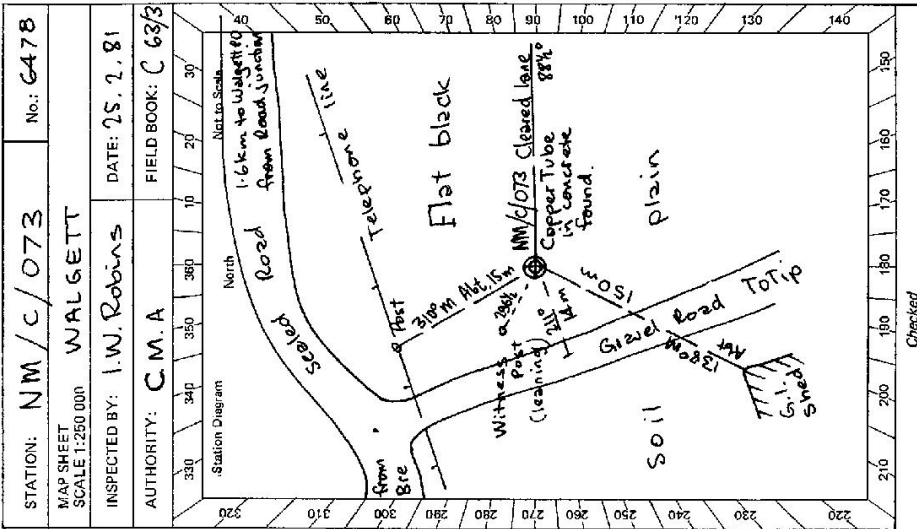 STATION: NM/C/073
No.: 6478
MAP SHEET
SCALE 1:250 000
WALGETT
INSPECTED BY: I.W. Robins
DATE: 25.2.81
AUTHORITY: C.M.A
FIELD BOOK: C 63/3
330 340 350 360 10 20 30
Station Diagram
North
Not to Scale
320 310 300 290 280 270 260 250 240 230 220
40 50 60 70 80 90 100 110 120 130 140
from
Bre
Sealed Road
1.6km to Walgett PO
from Road junction
Telephone line
Post
310° M Abt. 15m
Flat black
NM/C/073
Cleared lane
88½°
Copper Tube
in concrete
found.
Witness
Post
(leaning)
211°
14m
150m
138° M
Abt
Gravel Road To Tip
G.I.
Shed
Soil
plain
210 200 190 180 170 160 150
Checked